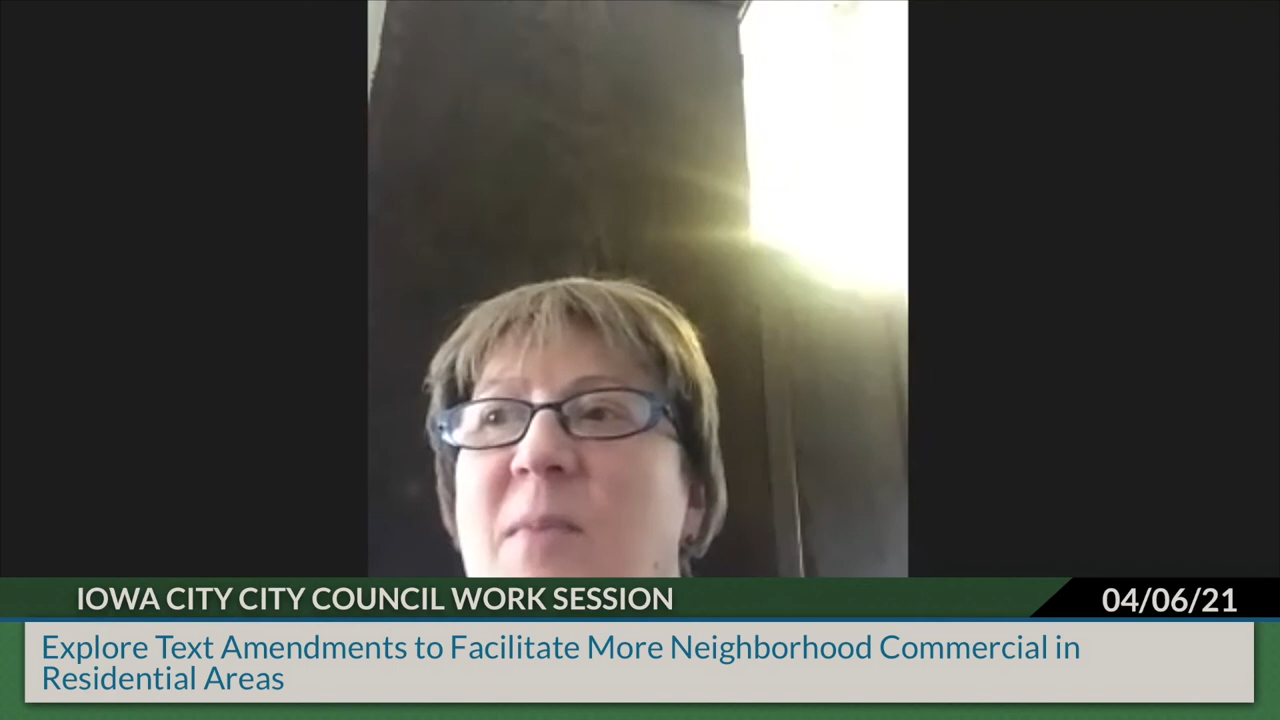 IOWA CITY CITY COUNCIL WORK SESSION
04/06/21
Explore Text Amendments to Facilitate More Neighborhood Commercial in
Residential Areas